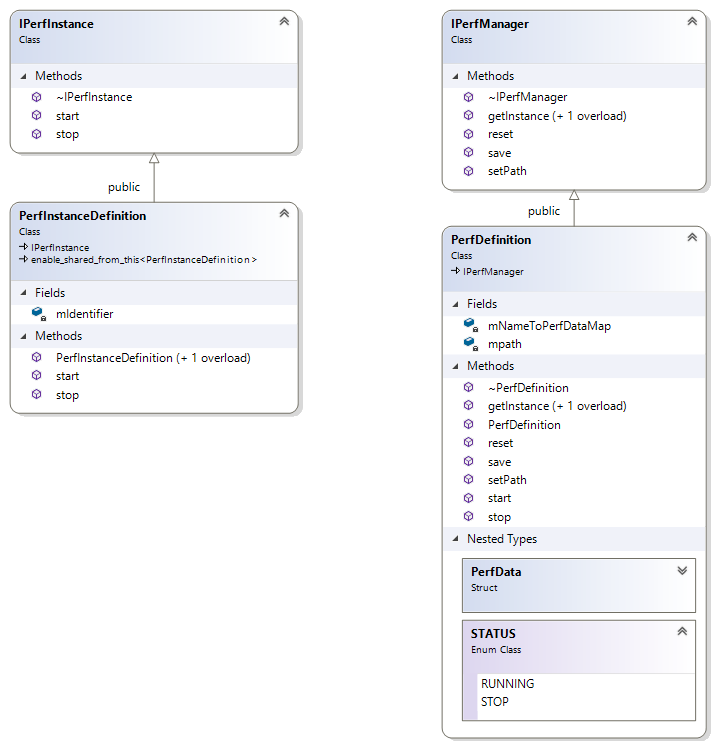 IPerfInstance
Class
Methods
~IPerfInstance
start
stop
public
PerfInstanceDefinition
Class
IPerfInstance
enable_shared_from_this<PerfInstanceDefinition>
Fields
mIdentifier
Methods
PerfInstanceDefinition (+ 1 overload)
start
stop
IPerfManager
Class
Methods
~IPerfManager
getInstance (+ 1 overload)
reset
save
setPath
public
PerfDefinition
Class
IPerfManager
Fields
mNameToPerfDataMap
mpath
Methods
~PerfDefinition
getInstance (+ 1 overload)
PerfDefinition
reset
save
setPath
start
stop
Nested Types
PerfData
Struct
STATUS
Enum Class
RUNNING
STOP